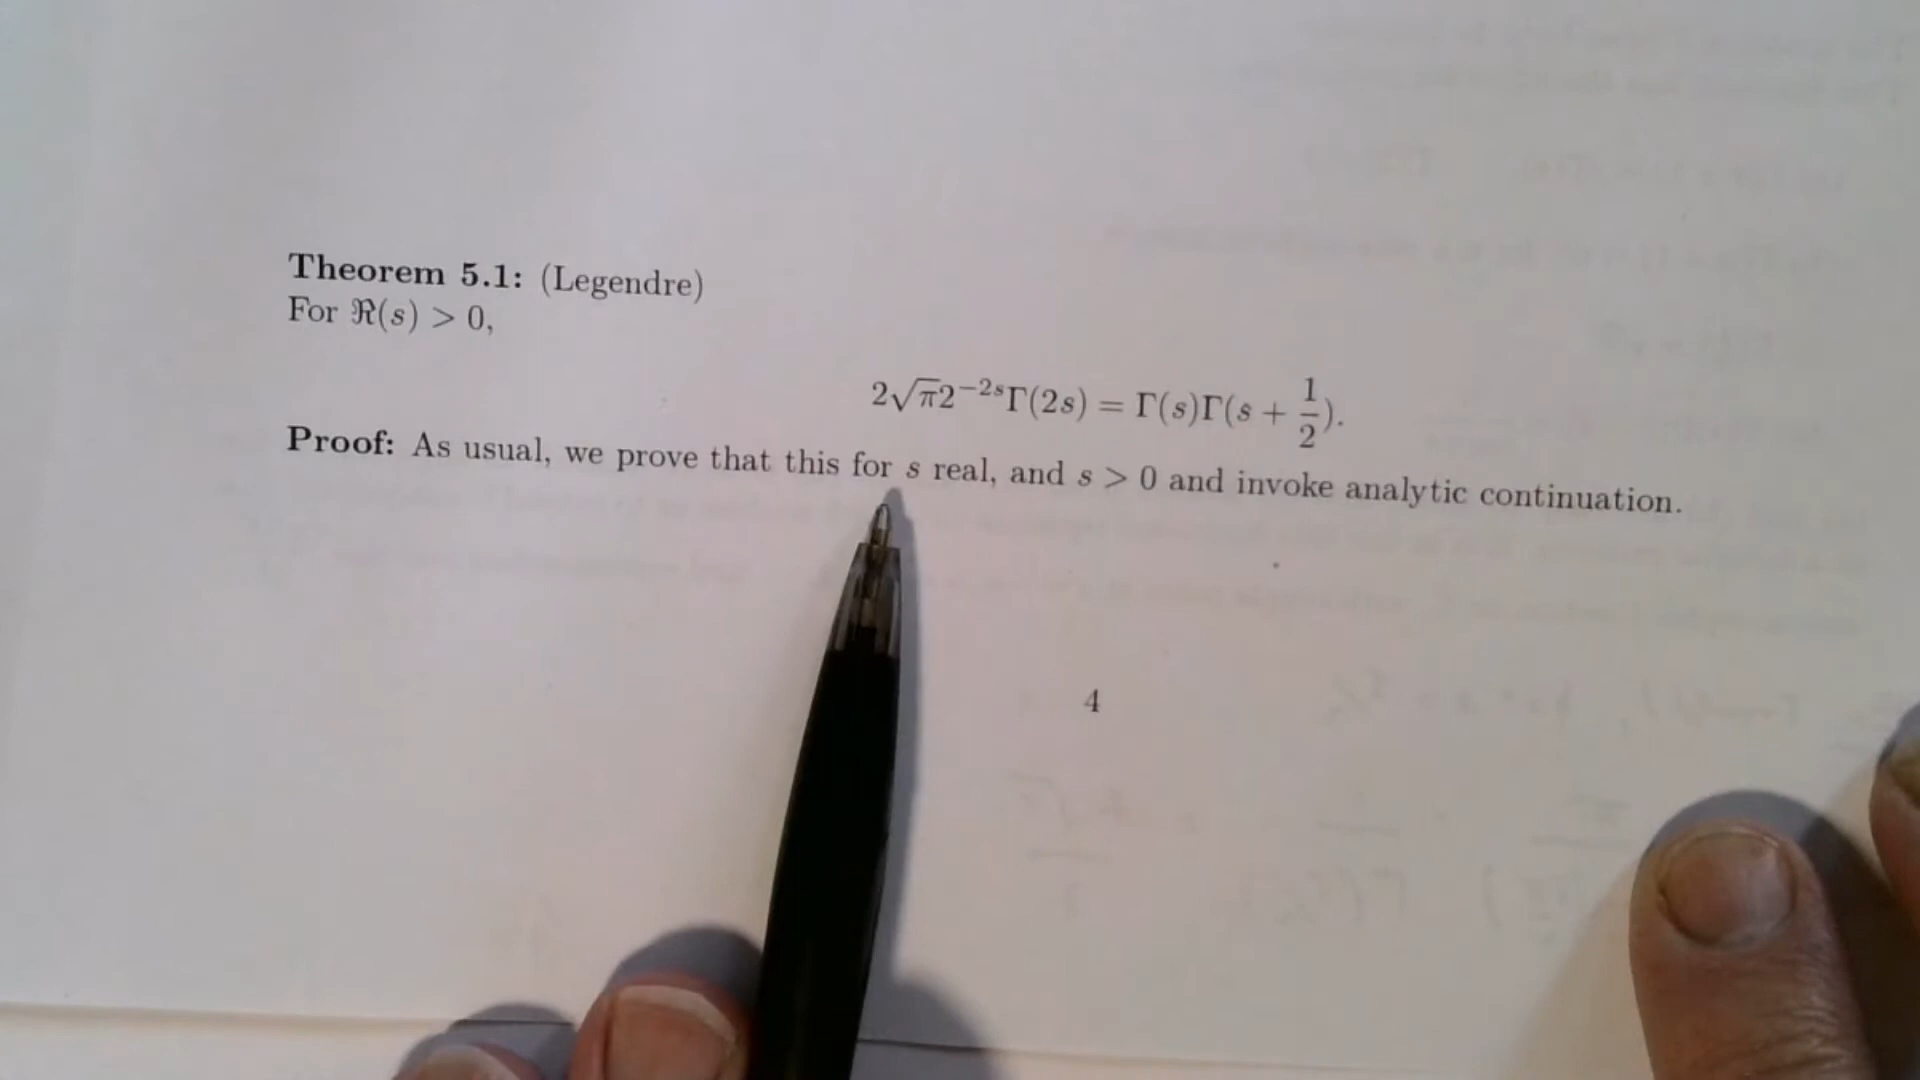 Theorem 5.1: (Legendre)
For ℜ(s) > 0,
2√π2^{-2s}Γ(2s) = Γ(s)Γ(s + 1/2).
Proof: As usual, we prove that this for s real, and s > 0 and invoke analytic continuation.
4